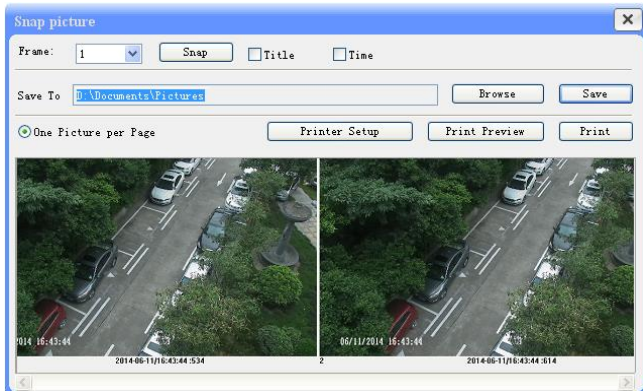 Snap picture
Frame: 1 Snap Title Time
Save To D:\Documents\Pictures Browse Save
One Picture per Page Printer Setup Print Preview Print
2014 16:43:44 06/11/2014 16:43:44
2014-06-11/16:43:44 :534 2 2014-06-11/16:43:44 :614